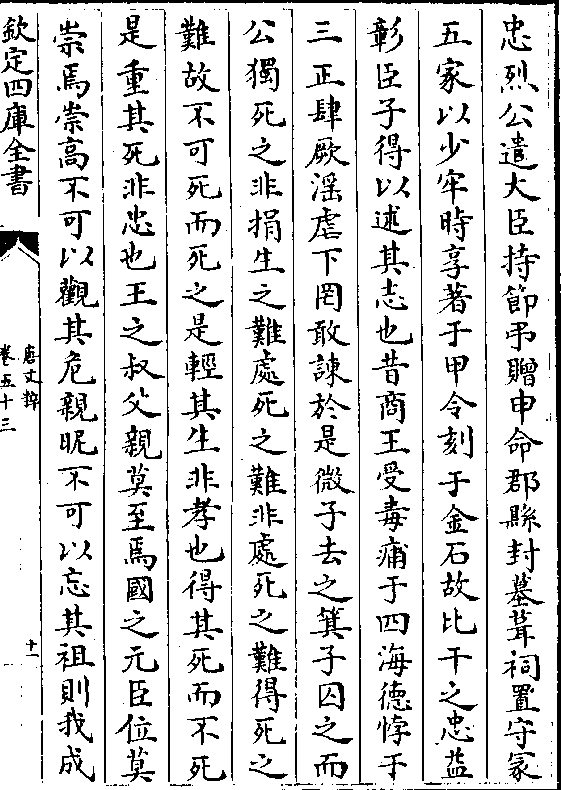 忠烈公遣大臣持節弔贈申命郡縣封墓葺祠置守冢
五家以少牢時享著于甲令刻于金石故比干之忠益
彰臣子得以述其志也昔商王受毒痡于四海德悖于
三正肆厥淫虐下罔敢諫於是微子去之箕子囚之而
公獨死之非捐生之難處死之難非處死之難得死之
難故不可死而死之是輕其生非孝也得其死而不死
是重其死非忠也王之叔父親莫至焉國之元臣位莫
崇焉崇高不可以觀其危親昵不可以忘其祖則我成
欽定四庫全書
唐文粹
卷五十三
十一